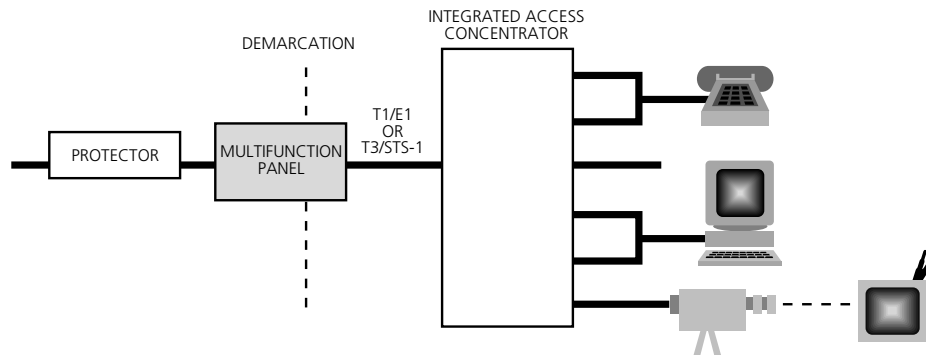 INTEGRATED ACCESS
CONCENTRATOR
DEMARCATION
T1/E1
OR
T3/STS-1
PROTECTOR
MULTIFUNCTION
PANEL